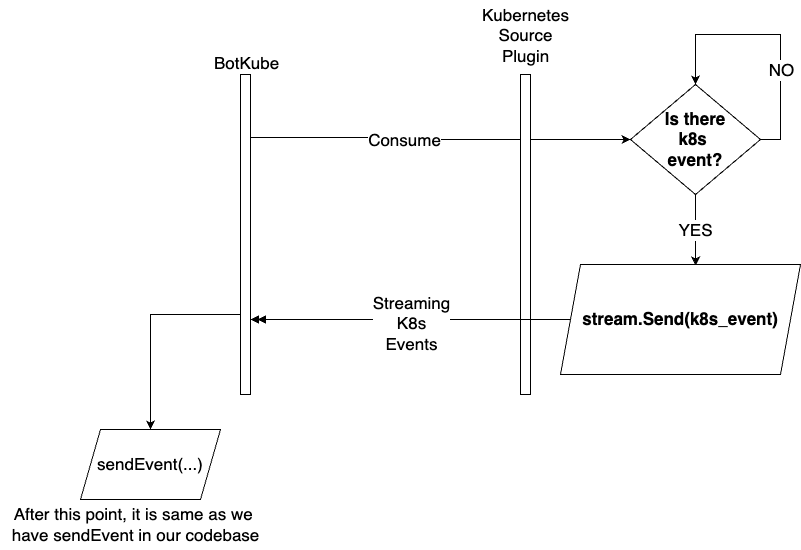 Kubernetes
Source
Plugin
BotKube
NO
Is there
k8s
event?
Consume
YES
Streaming
K8s
Events
stream.Send(k8s_event)
sendEvent(...)
After this point, it is same as we
have sendEvent in our codebase